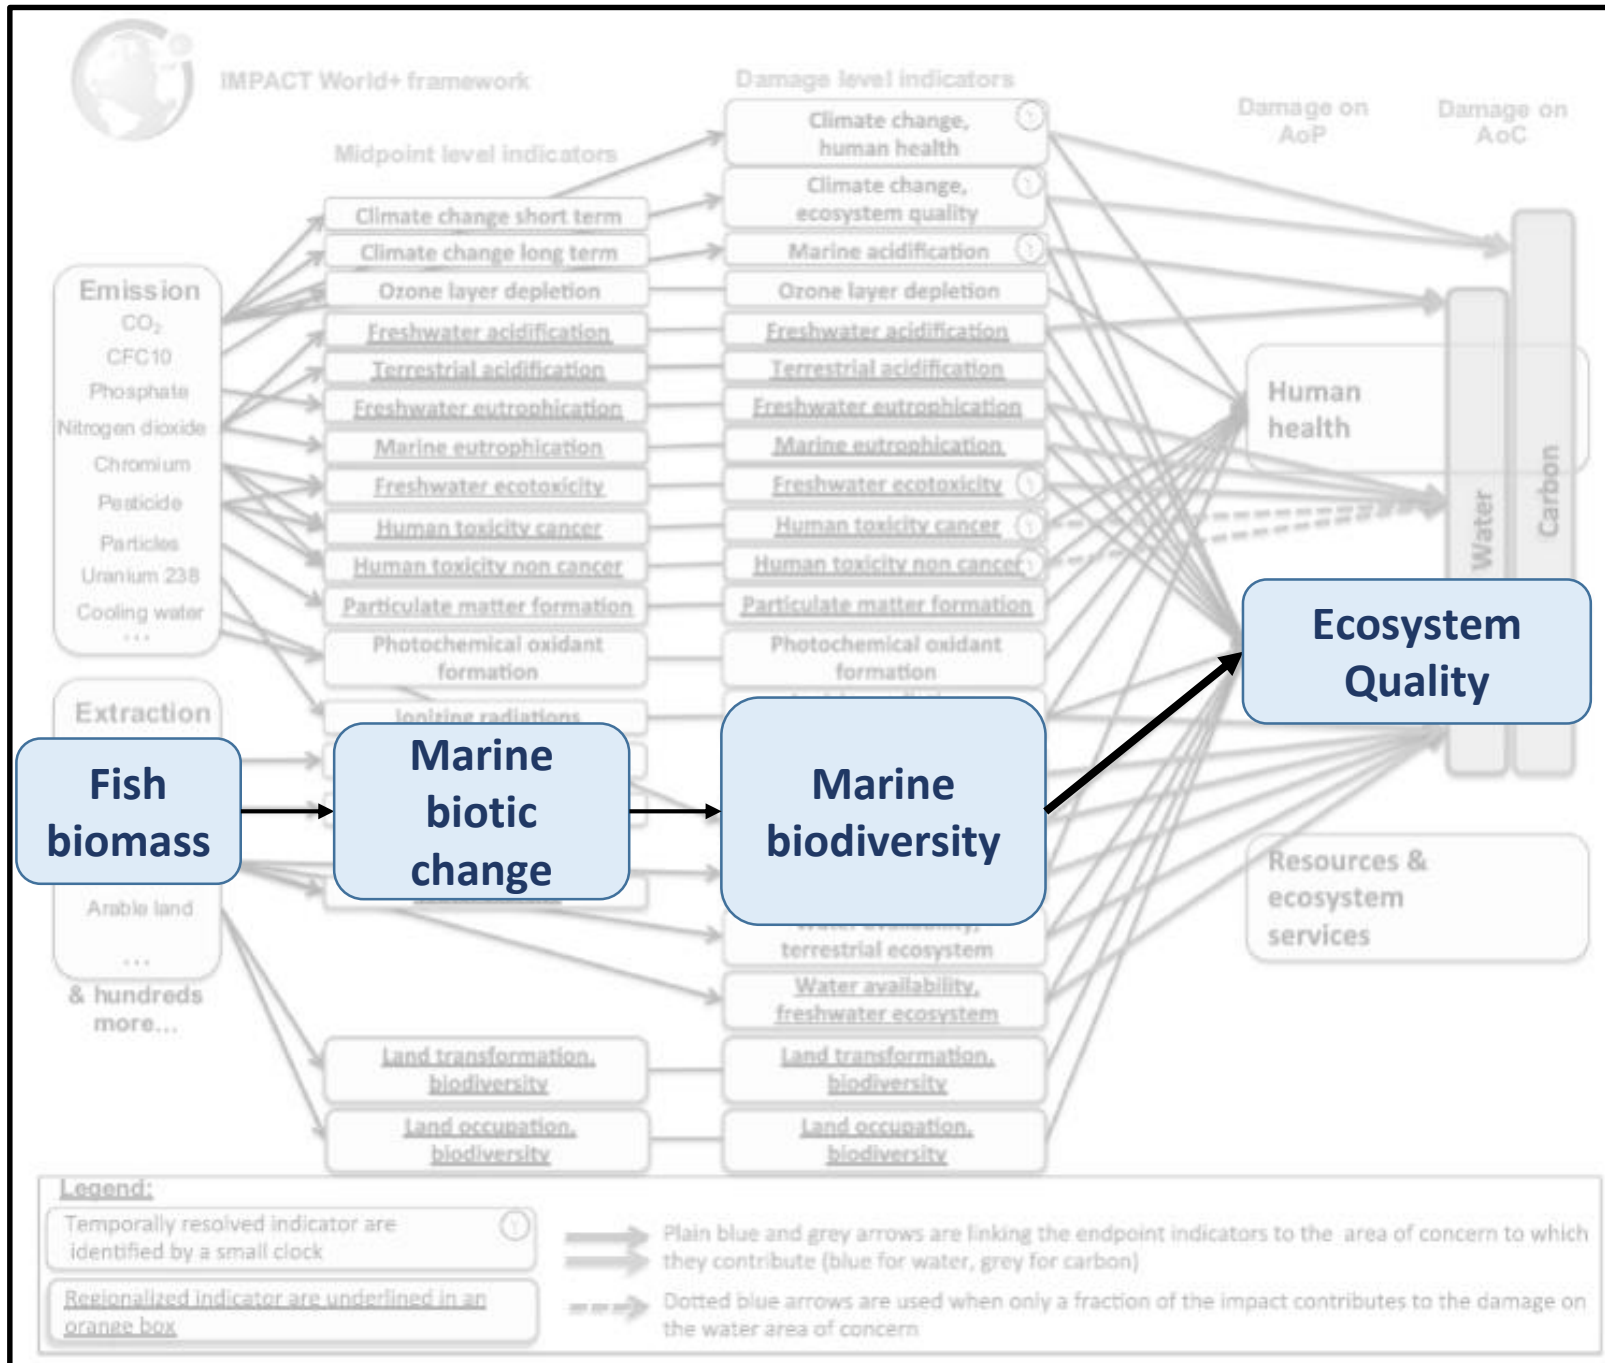 IMPACT World+ framework
Damage level indicators
Damage on
AoP
Damage on
AoC
Midpoint level indicators
Climate change,
human health
Climate change,
ecosystem quality
Climate change short term
Climate change long term
Marine acidification
Ozone layer depletion
Ozone layer depletion
Freshwater acidification
Freshwater acidification
Terrestrial acidification
Terrestrial acidification
Freshwater eutrophication
Freshwater eutrophication
Marine eutrophication
Marine eutrophication
Freshwater ecotoxicity
Freshwater ecotoxicity
Human toxicity cancer
Human toxicity cancer
Human toxicity non cancer
Human toxicity non cancer
Particulate matter formation
Particulate matter formation
Photochemical oxidant
formation
Photochemical oxidant
formation
Ionizing radiations
Emission
CO₂
CFC10
Phosphate
Nitrogen dioxide
Chromium
Pesticide
Particles
Uranium 238
Cooling water
...
Extraction
Fish
biomass
Marine
biotic
change
Marine
biodiversity
Ecosystem
Quality
Human
health
Water
Carbon
Resources &
ecosystem
services
Arable land
...
& hundreds
more...
Water availability,
terrestrial ecosystem
Water availability,
freshwater ecosystem
Land transformation,
biodiversity
Land transformation,
biodiversity
Land occupation,
biodiversity
Land occupation,
biodiversity
Legend:
Temporally resolved indicator are
identified by a small clock
Regionalized indicator are underlined in an
orange box
Plain blue and grey arrows are linking the endpoint indicators to the area of concern to which
they contribute (blue for water, grey for carbon)
Dotted blue arrows are used when only a fraction of the impact contributes to the damage on
the water area of concern